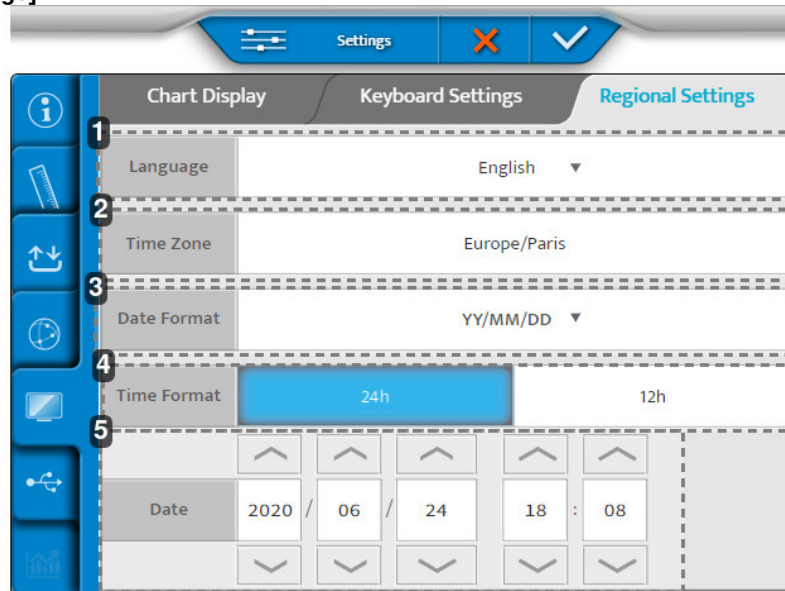 Settings
Chart Display Keyboard Settings Regional Settings
1
Language English
2
Time Zone Europe/Paris
3
Date Format YY/MM/DD
4
Time Format 24h 12h
5
Date 2020 / 06 / 24 18 : 08